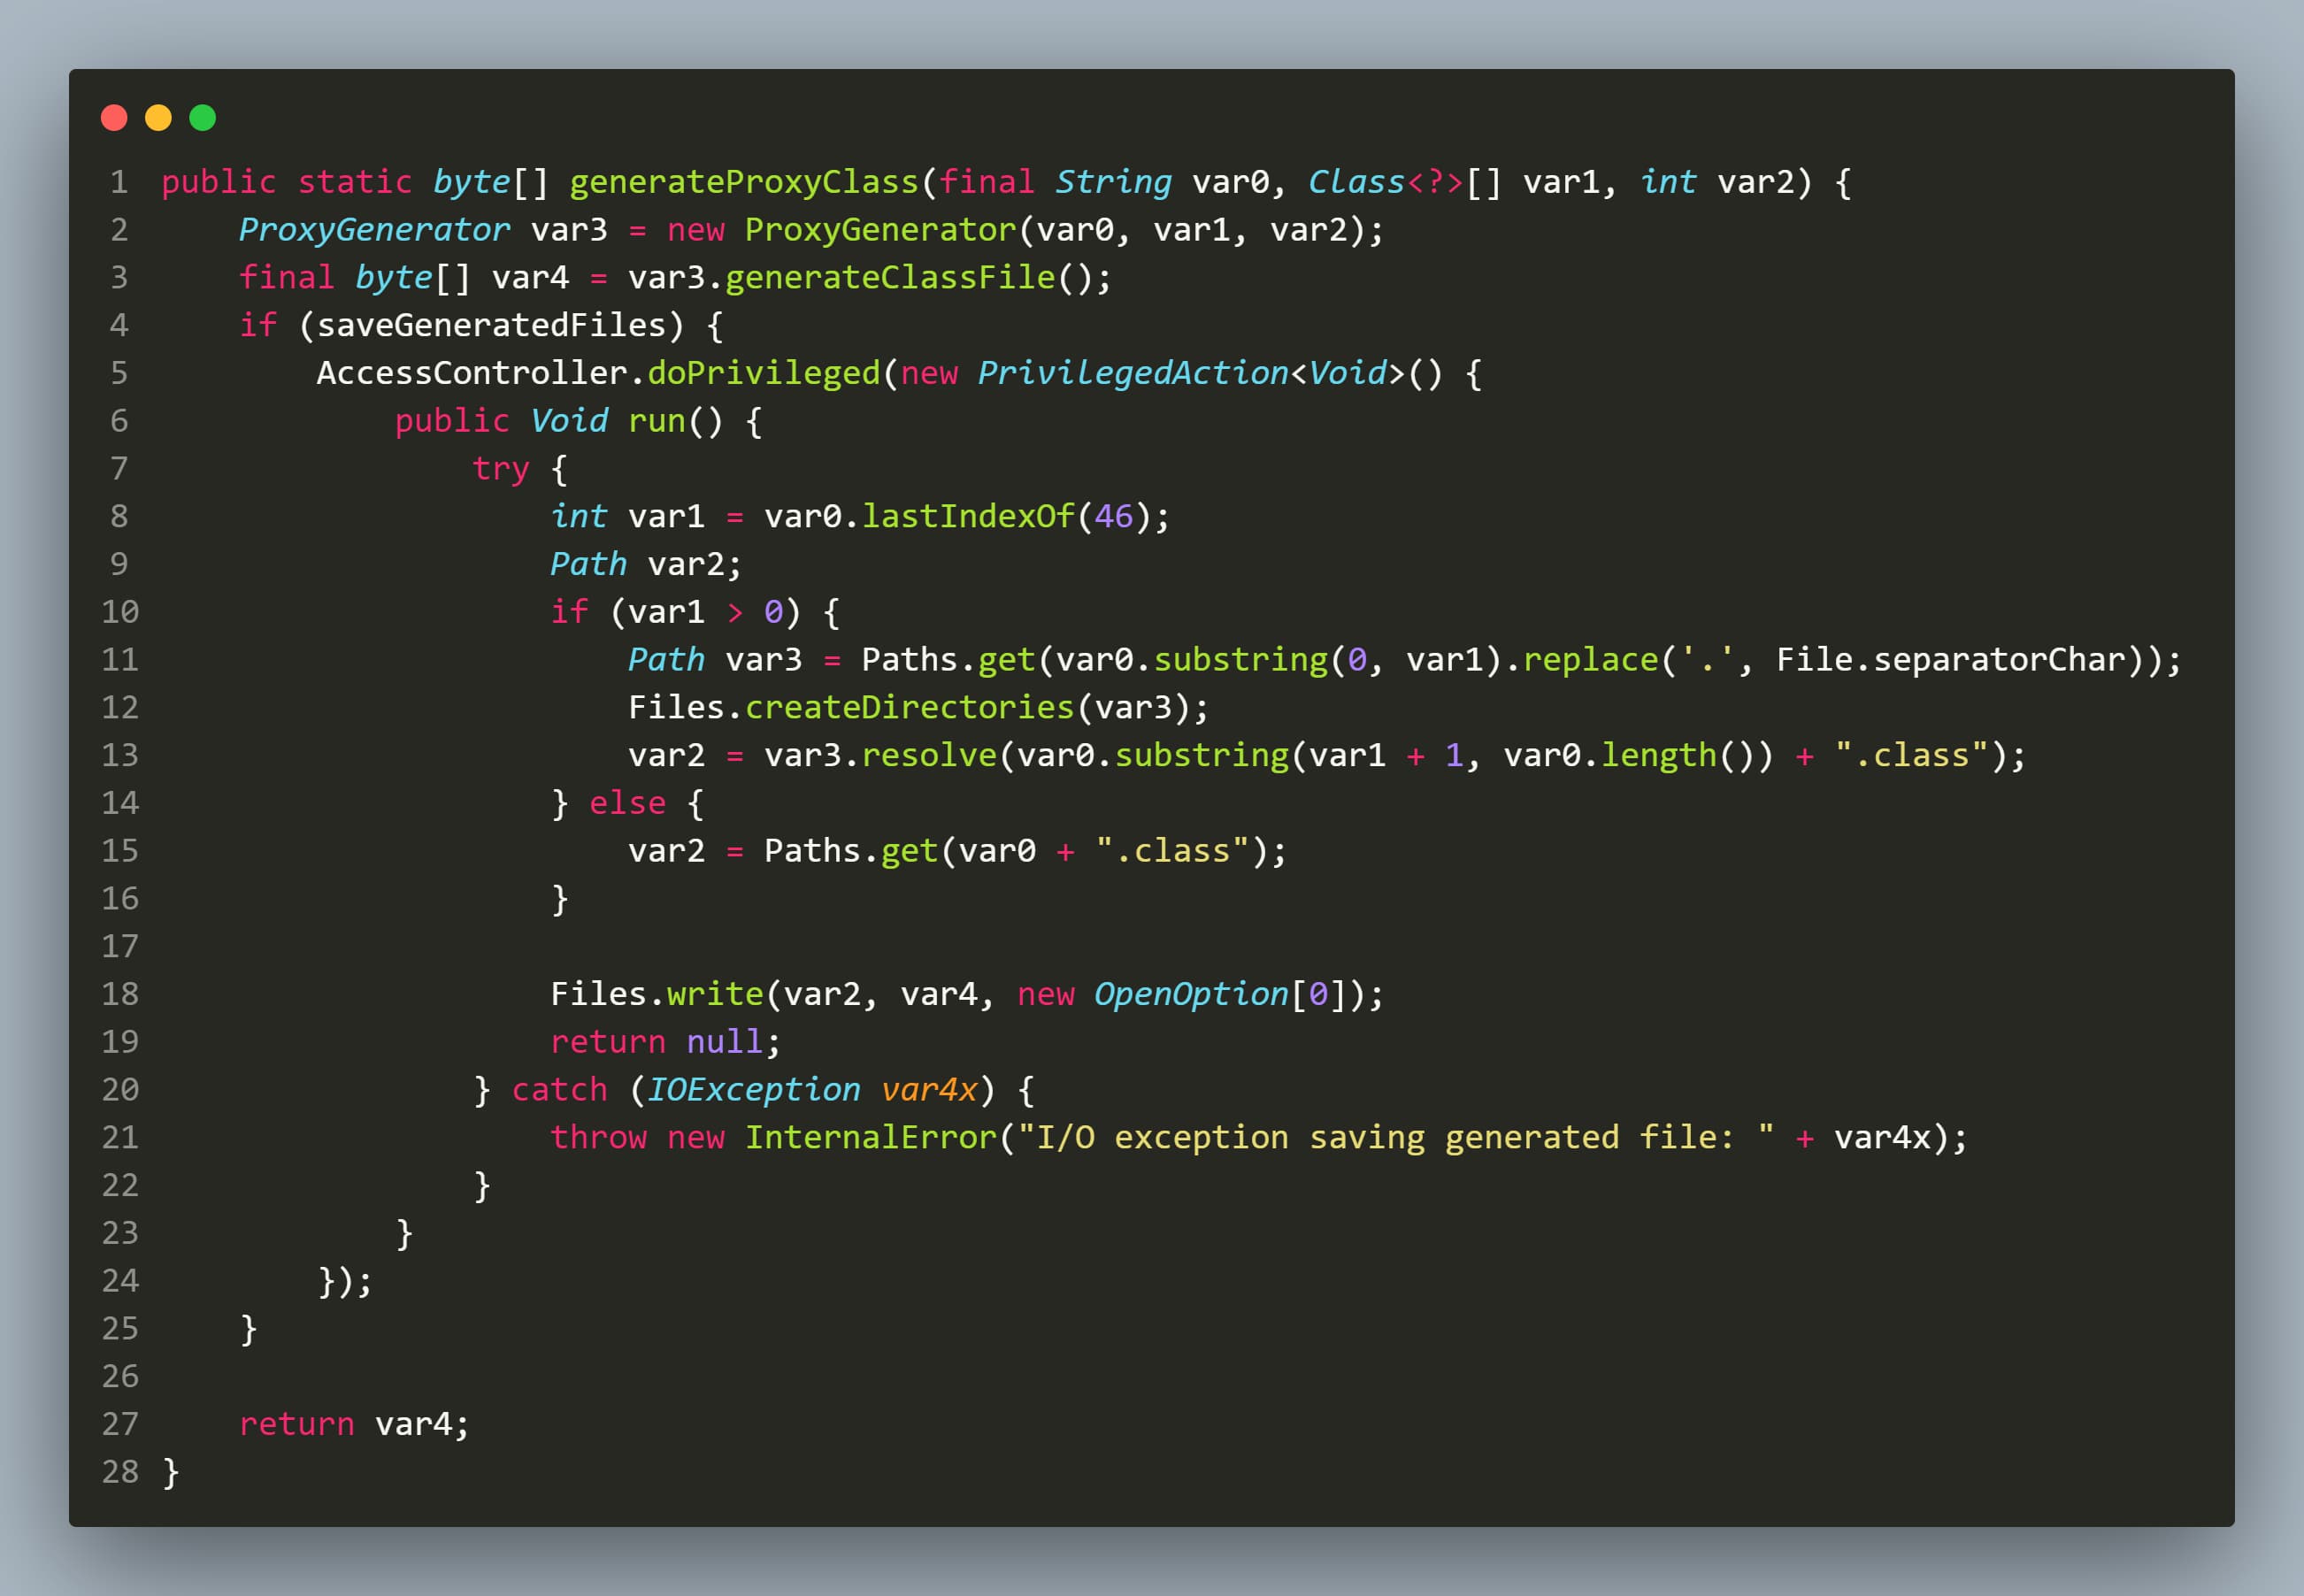 1 public static byte[] generateProxyClass(final String var0, Class<?>[] var1, int var2) {
2     ProxyGenerator var3 = new ProxyGenerator(var0, var1, var2);
3     final byte[] var4 = var3.generateClassFile();
4     if (saveGeneratedFiles) {
5         AccessController.doPrivileged(new PrivilegedAction<Void>() {
6             public Void run() {
7                 try {
8                     int var1 = var0.lastIndexOf(46);
9                     Path var2;
10                     if (var1 > 0) {
11                         Path var3 = Paths.get(var0.substring(0, var1).replace('.', File.separatorChar));
12                         Files.createDirectories(var3);
13                         var2 = var3.resolve(var0.substring(var1 + 1, var0.length()) + ".class");
14                     } else {
15                         var2 = Paths.get(var0 + ".class");
16                     }
17
18                     Files.write(var2, var4, new OpenOption[0]);
19                     return null;
20                 } catch (IOException var4x) {
21                     throw new InternalError("I/O exception saving generated file: " + var4x);
22                 }
23             }
24         });
25     }
26
27     return var4;
28 }